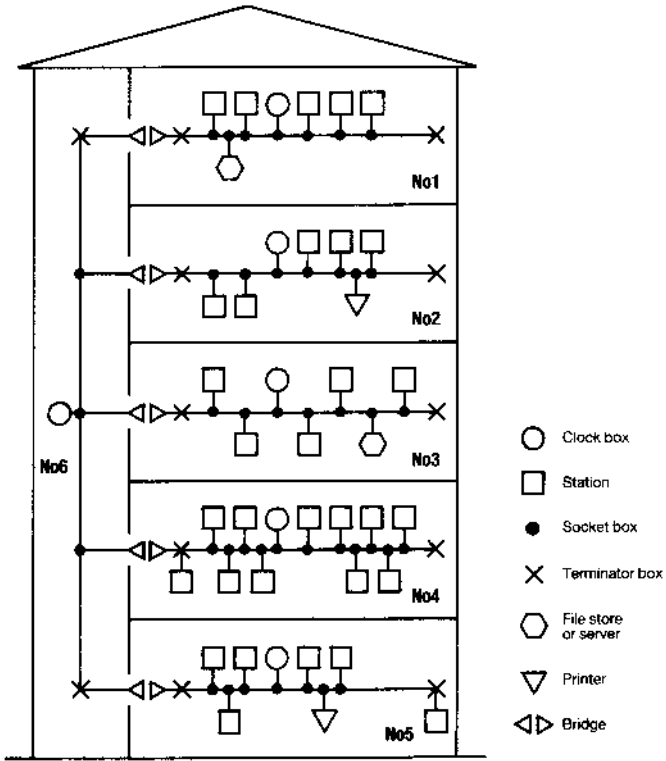 No1
No2
No3
No6
No4
No5
Clock box
Station
Socket box
Terminator box
File store
or server
Printer
Bridge